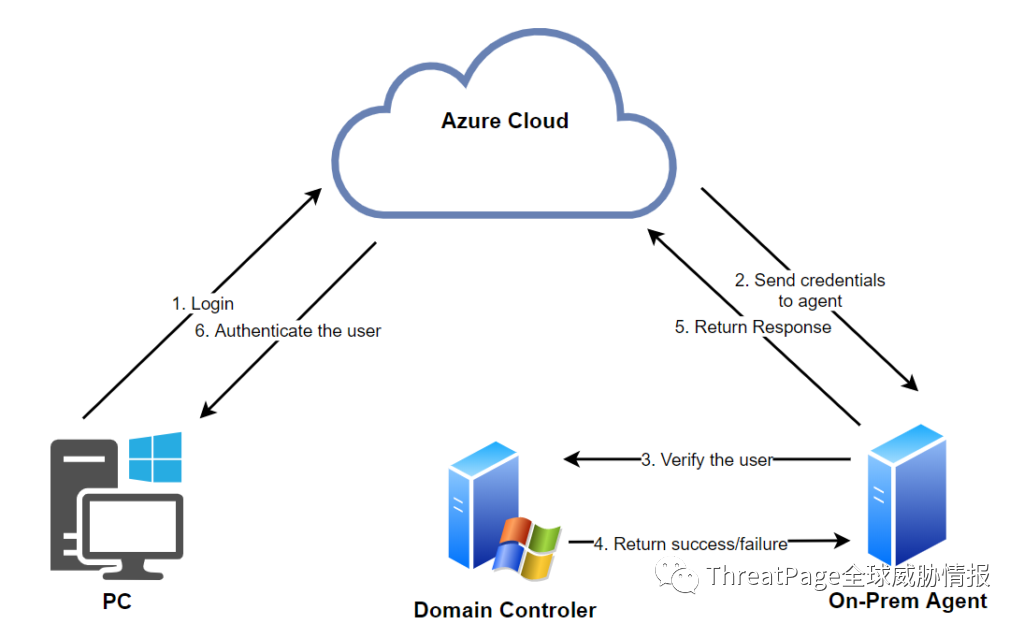 Azure Cloud
1. Login
2. Send credentials
to agent
6. Authenticate the user
5. Return Response
3. Verify the user
4. Return success/failure
ThreatPage全球威胁情报
PC
Domain Controler
On-Prem Agent